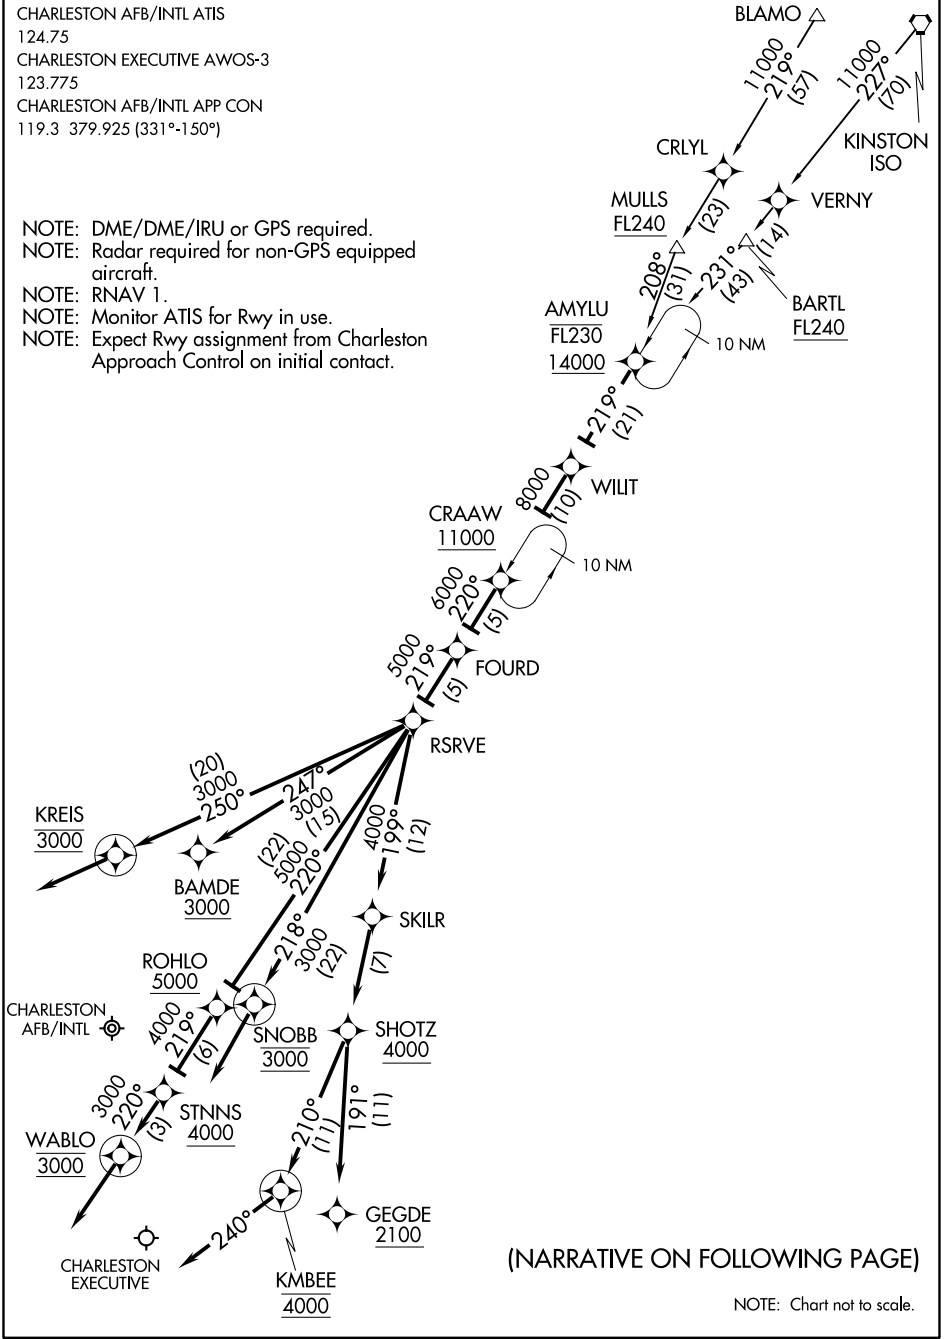 CHARLESTON AFB/INTL ATIS
124.75
CHARLESTON EXECUTIVE AWOS-3
123.775
CHARLESTON AFB/INTL APP CON
119.3 379.925 (331°-150°)
NOTE: DME/DME/IRU or GPS required.
NOTE: Radar required for non-GPS equipped
aircraft.
NOTE: RNAV 1.
NOTE: Monitor ATIS for Rwy in use.
NOTE: Expect Rwy assignment from Charleston
Approach Control on initial contact.
BLAMO
11000
219°
(57)
11000
227°
(70)
KINSTON
ISO
CRLYL
VERNY
MULLS
FL240
(23)
(14)
208°
(31)
231°
(43)
BARTL
FL240
AMYLU
FL230
14000
10 NM
219°
(21)
WILIT
8000
(10)
CRAAW
11000
10 NM
6000
220°
(5)
FOURD
5000
219°
(5)
RSRVE
(20)
3000
250°
247°
3000
(15)
KREIS
3000
BAMDE
3000
(22)
5000
220°
4000
199°
(12)
218°
3000
(22)
SKILR
(7)
ROHLO
5000
CHARLESTON
AFB/INTL
4000
219°
(6)
SNOBB
3000
SHOTZ
4000
STNNS
4000
3000
220°
(3)
WABLO
3000
210°
(11)
191°
(11)
GEGDE
2100
240°
KMBEE
4000
CHARLESTON
EXECUTIVE
(NARRATIVE ON FOLLOWING PAGE)
NOTE: Chart not to scale.